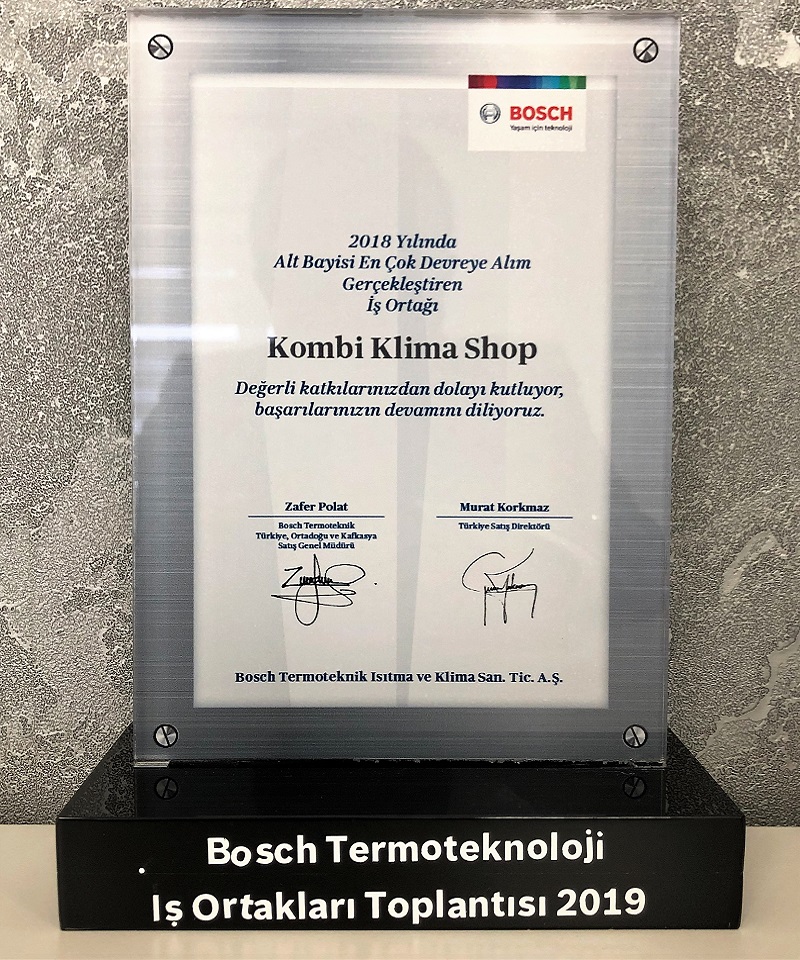 BOSCH
Yaşam için teknoloji
2018 Yılında
Alt Bayisi En Çok Devreye Alım
Gerçekleştiren
İş Ortağı
Kombi Klima Shop
Değerli katkılarınızdan dolayı kutluyor,
başarılarınızın devamını diliyoruz.
Zafer Polat
Bosch Termoteknik
Türkiye, Ortadoğu ve Kafkasya
Satış Genel Müdürü
Murat Korkmaz
Türkiye Satış Direktörü
Bosch Termoteknik Isıtma ve Klima San. Tic. A.Ş.
Bosch Termoteknoloji
İş Ortakları Toplantısı 2019